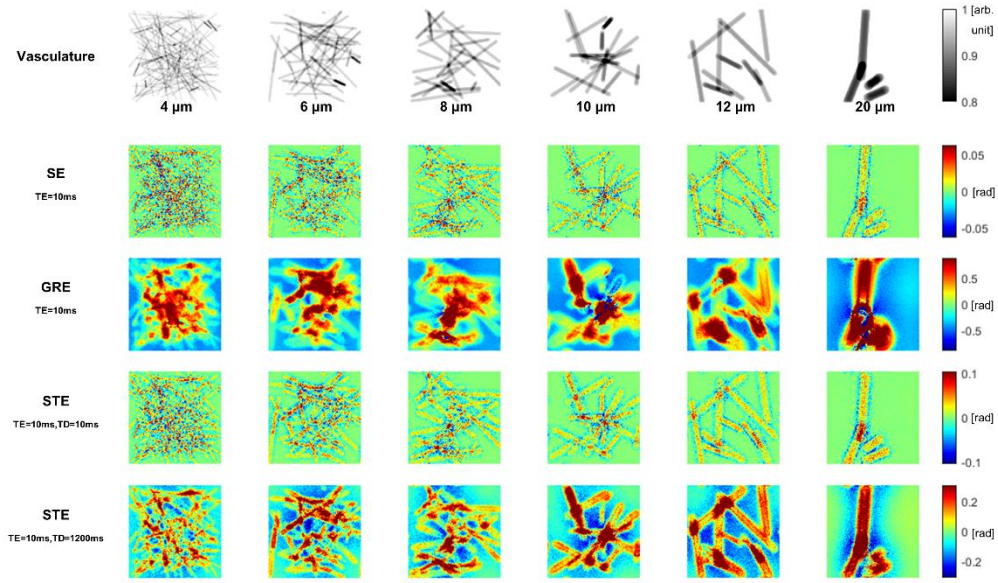 1 [arb.
unit]
Vasculature
0.9
0.8
4 µm
6 µm
8 µm
10 µm
12 µm
20 µm
SE
TE=10ms
0.05
0 [rad]
-0.05
GRE
TE=10ms
0.5
0 [rad]
-0.5
STE
TE=10ms,TD=10ms
0.1
0 [rad]
-0.1
STE
TE=10ms,TD=1200ms
0.2
0 [rad]
-0.2